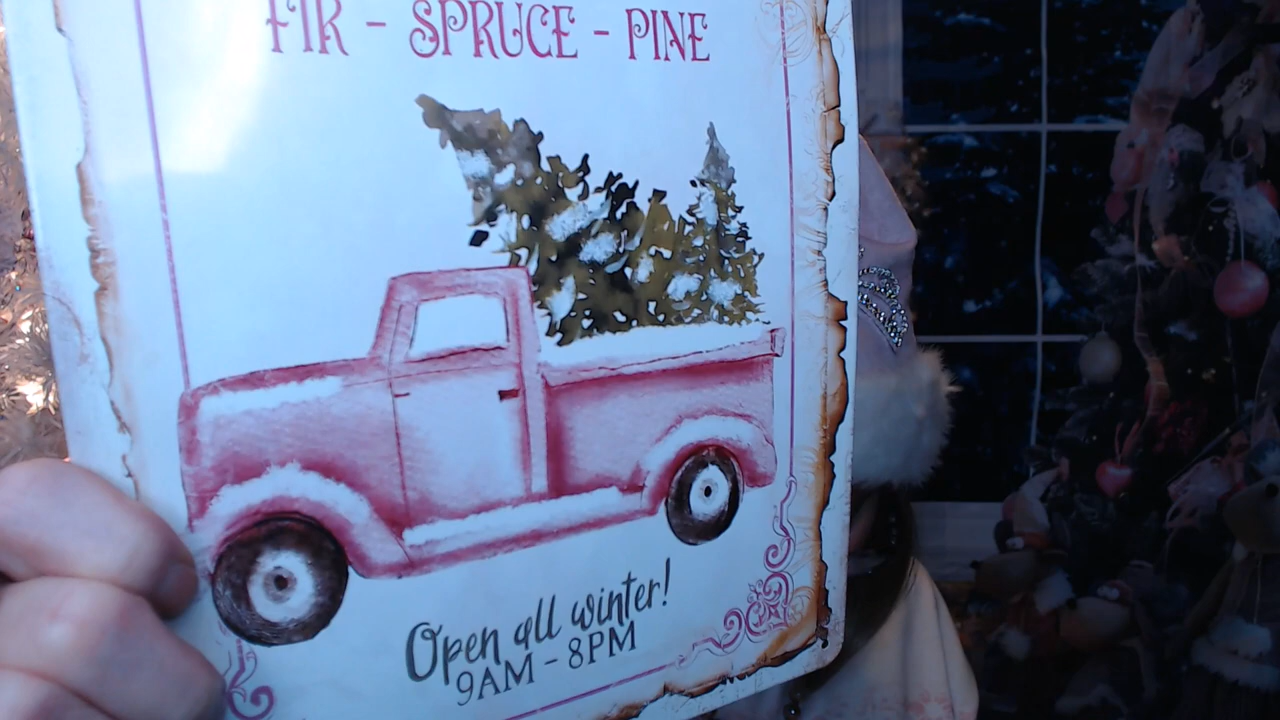 FIR - SPRUCE - PINE
Open all winter!
9AM - 8PM